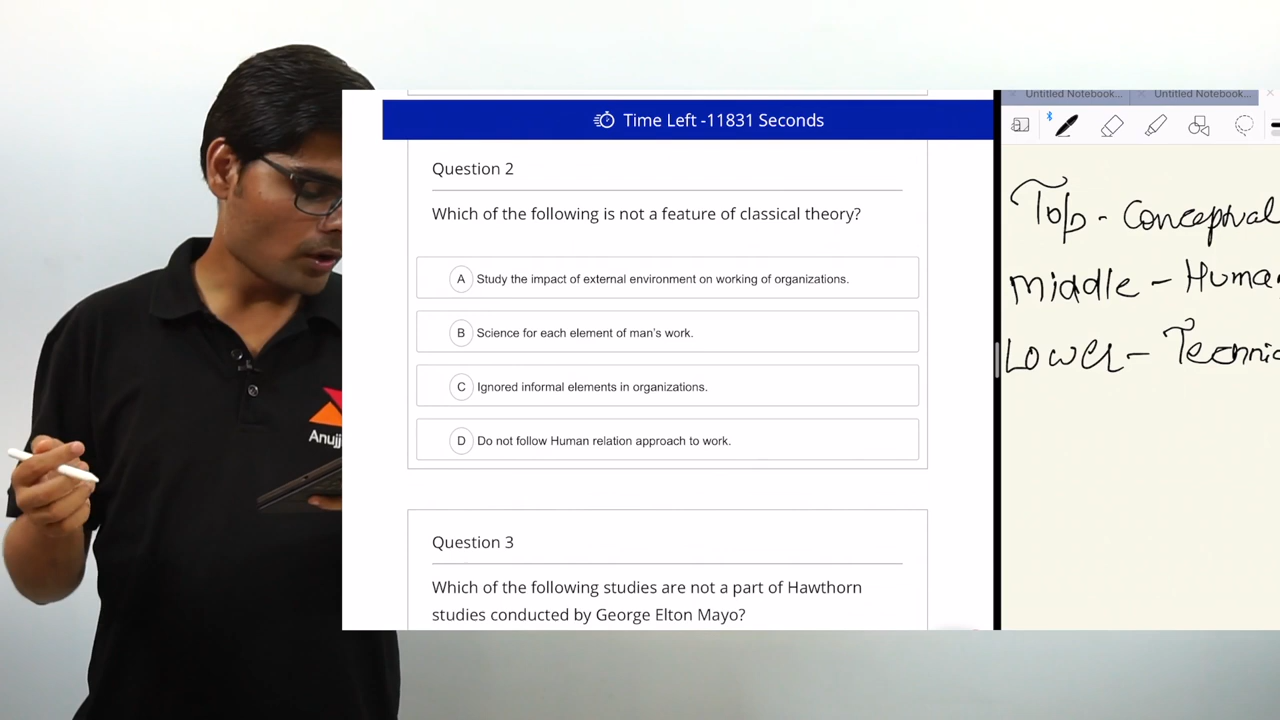 Untitled Notebook...
Untitled Notebook...
Time Left -11831 Seconds
Question 2
Which of the following is not a feature of classical theory?
A Study the impact of external environment on working of organizations.
B Science for each element of man's work.
C Ignored informal elements in organizations.
D Do not follow Human relation approach to work.
Question 3
Which of the following studies are not a part of Hawthorn
studies conducted by George Elton Mayo?
Top - Conceptual
Middle - Human
Lower - Technic
Anujj